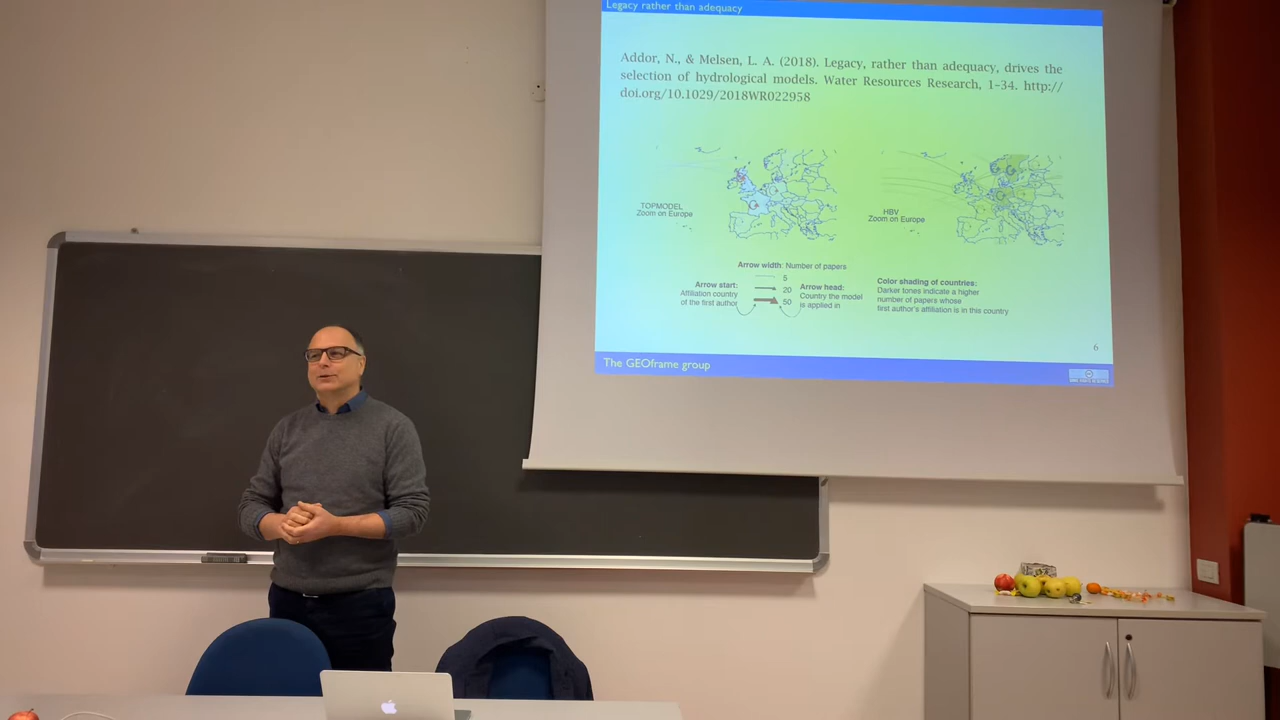 Legacy rather than adequacy
Addor, N., & Melsen, L. A. (2018). Legacy, rather than adequacy, drives the
selection of hydrological models. Water Resources Research, 1–34. http://
doi.org/10.1029/2018WR022958
TOPMODEL
Zoom on Europe
HBV
Zoom on Europe
Arrow width: Number of papers
5
20
50
Arrow start:
Affiliation country
of the first author
Arrow head:
Country the model
is applied in
Color shading of countries:
Darker tones indicate a higher
number of papers whose
first author's affiliation is in this country
6
The GEOframe group